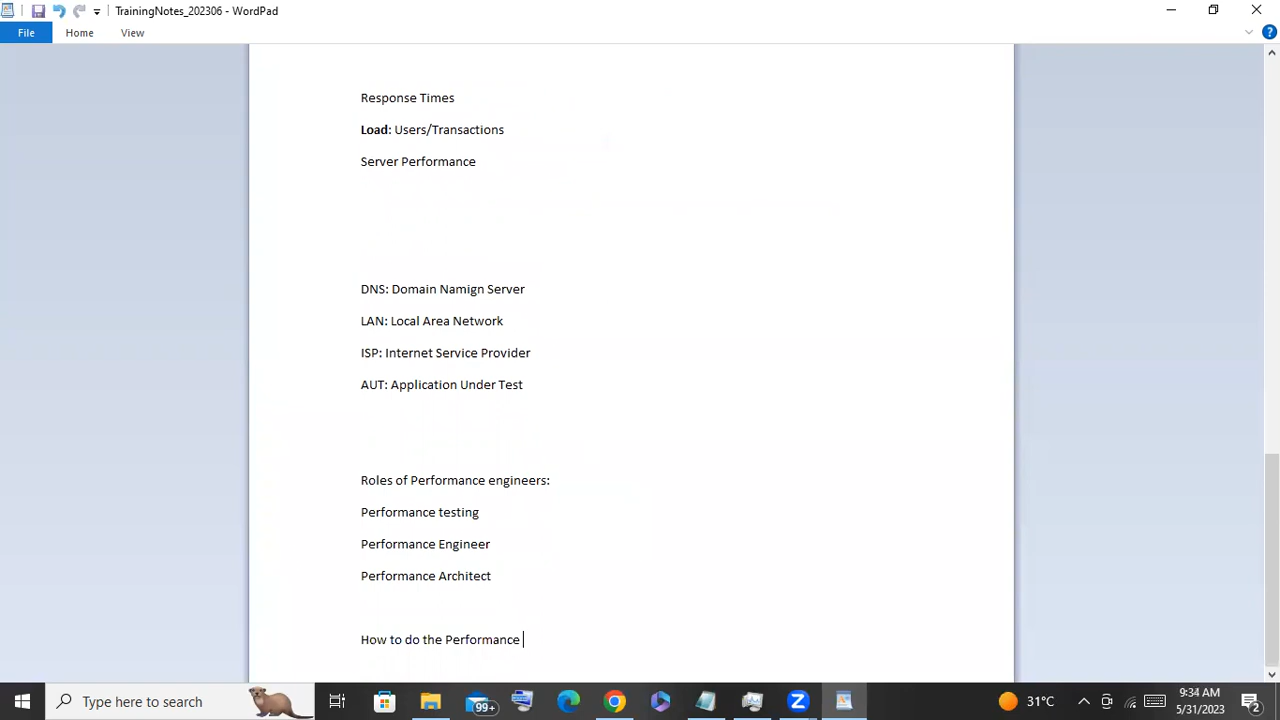 TrainingNotes_202306 - WordPad
File Home View
Response Times
Load: Users/Transactions
Server Performance
DNS: Domain Namign Server
LAN: Local Area Network
ISP: Internet Service Provider
AUT: Application Under Test
Roles of Performance engineers:
Performance testing
Performance Engineer
Performance Architect
How to do the Performance
Type here to search
99+
31°C
9:34 AM
5/31/2023
2